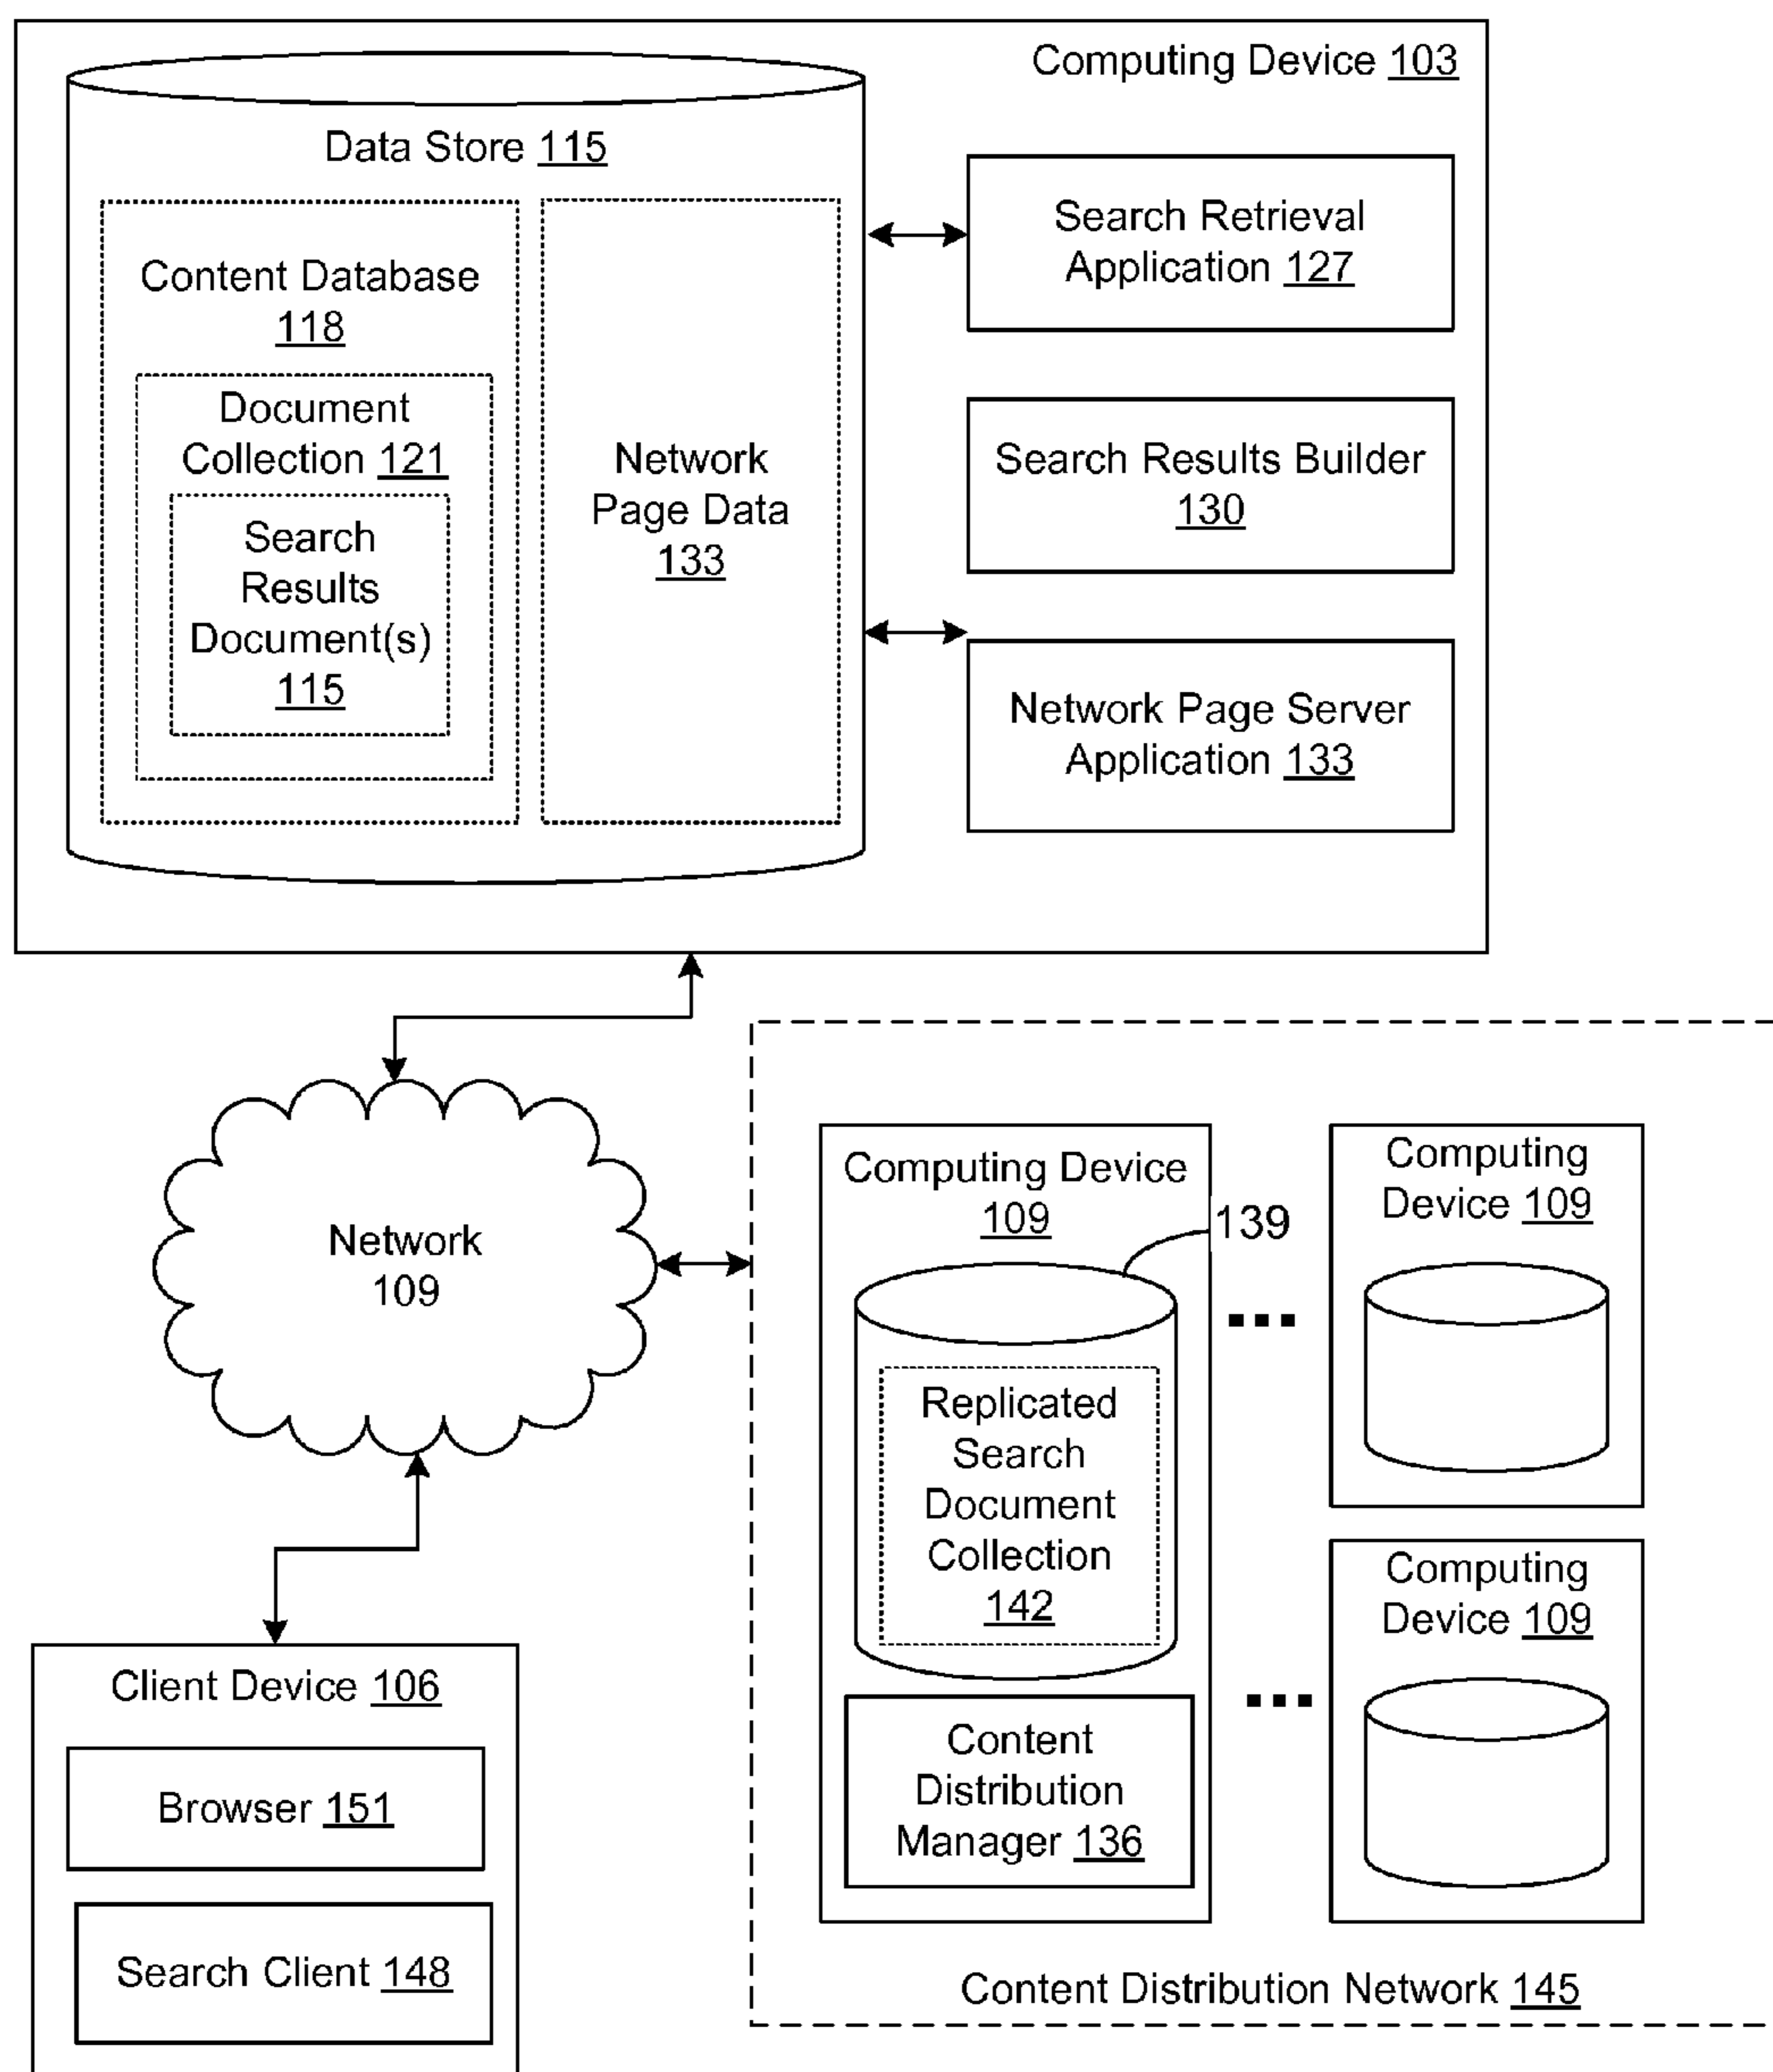 Computing Device 103
Data Store 115
Content Database
118
Document
Collection 121
Search
Results
Document(s)
115
Network
Page Data
133
Search Retrieval
Application 127
Search Results Builder
130
Network Page Server
Application 133
Network
109
Computing Device
109
139
Replicated
Search
Document
Collection
142
Content
Distribution
Manager 136
Computing
Device 109
Computing
Device 109
Content Distribution Network 145
Client Device 106
Browser 151
Search Client 148